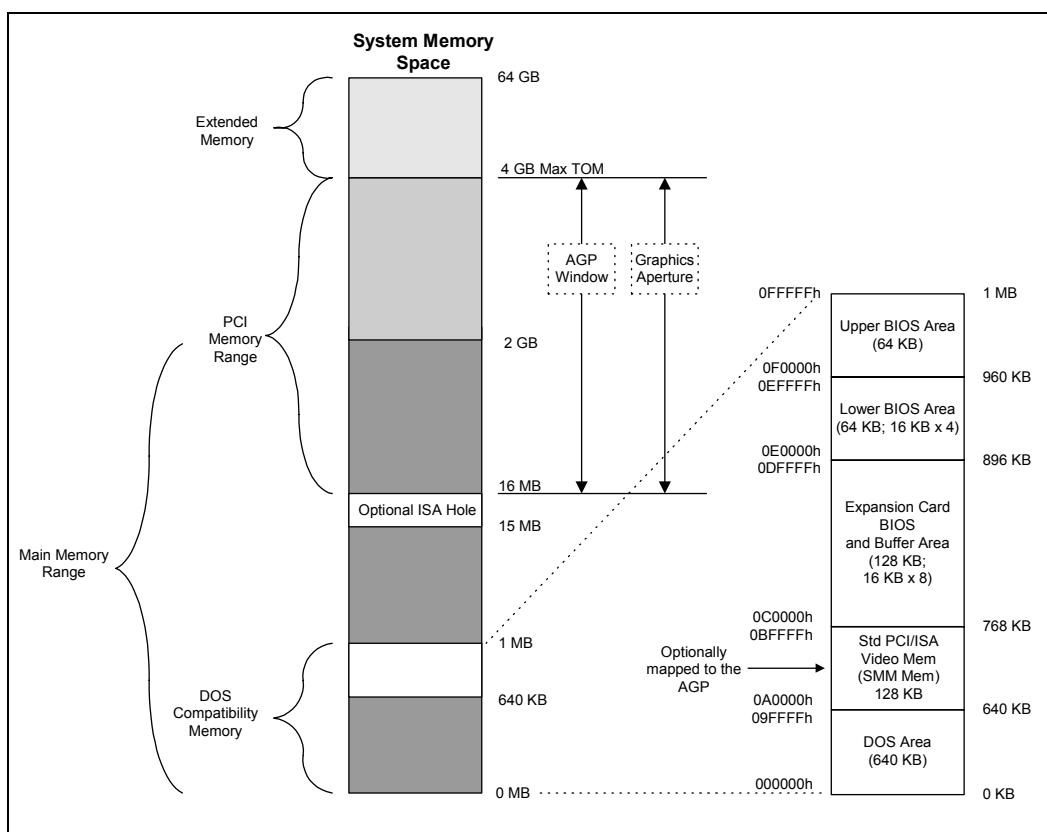 System Memory
Space
64 GB
Extended
Memory
4 GB Max TOM
AGP
Window
Graphics
Aperture
PCI
Memory
Range
2 GB
16 MB
Optional ISA Hole
15 MB
Main Memory
Range
1 MB
DOS
Compatibility
Memory
640 KB
0 MB
0FFFFFh
1 MB
Upper BIOS Area
(64 KB)
0F0000h
0EFFFFh
960 KB
Lower BIOS Area
(64 KB; 16 KB x 4)
0E0000h
0DFFFFh
896 KB
Expansion Card
BIOS
and Buffer Area
(128 KB;
16 KB x 8)
0C0000h
0BFFFFh
768 KB
Optionally
mapped to the
AGP
Std PCI/ISA
Video Mem
(SMM Mem)
128 KB
0A0000h
09FFFFh
640 KB
DOS Area
(640 KB)
000000h
0 KB